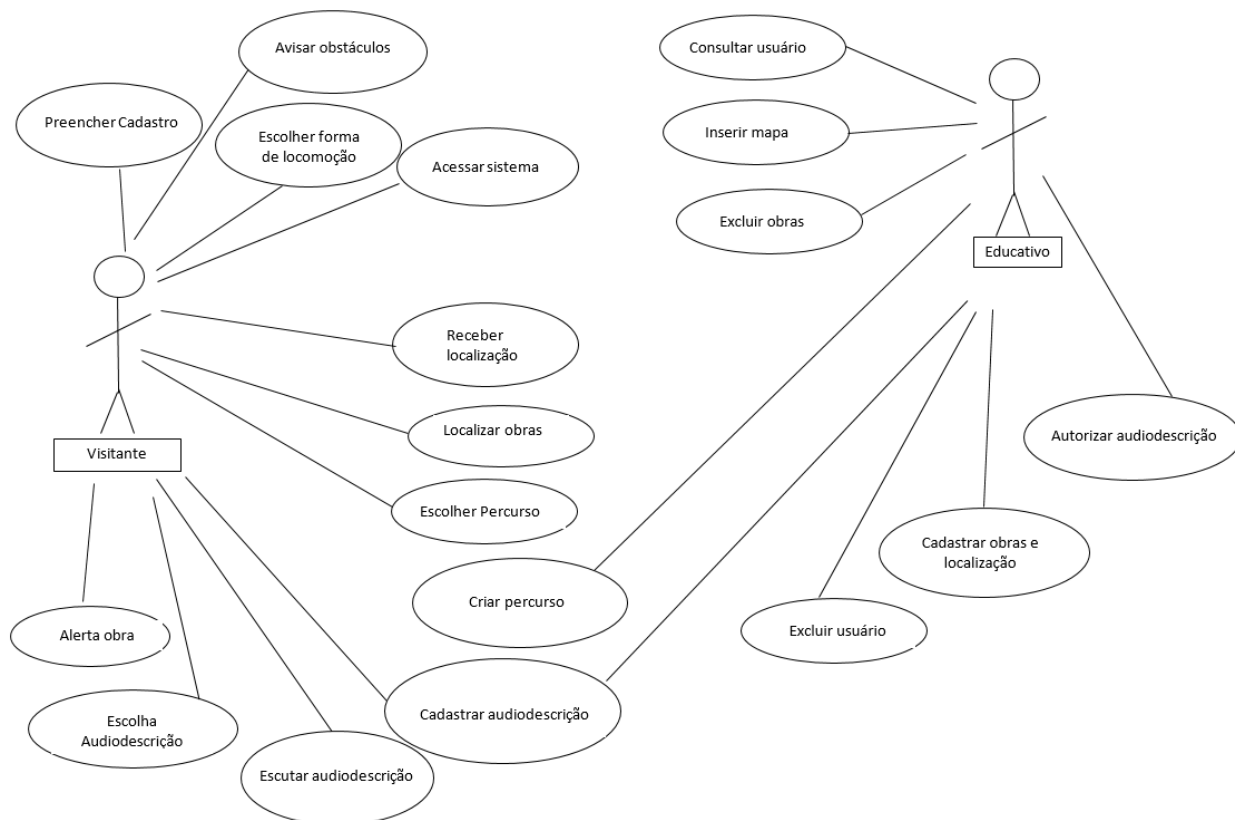 Avisar obstáculos
Consultar usuário
Preencher Cadastro
Escolher forma
de locomoção
Acessar sistema
Inserir mapa
Excluir obras
Educativo
Receber
localização
Localizar obras
Visitante
Autorizar audiodescrição
Escolher Percurso
Cadastrar obras e
localização
Criar percurso
Excluir usuário
Alerta obra
Cadastrar audiodescrição
Escolha
Audiodescrição
Escutar audiodescrição